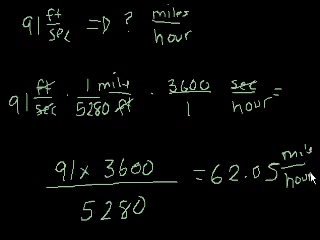 91 ft/sec => ? miles/hour
91 ft/sec · 1 mile/5280 ft · 3600/1 sec/hour =
91 x 3600 / 5280 = 62.05 mile/hour